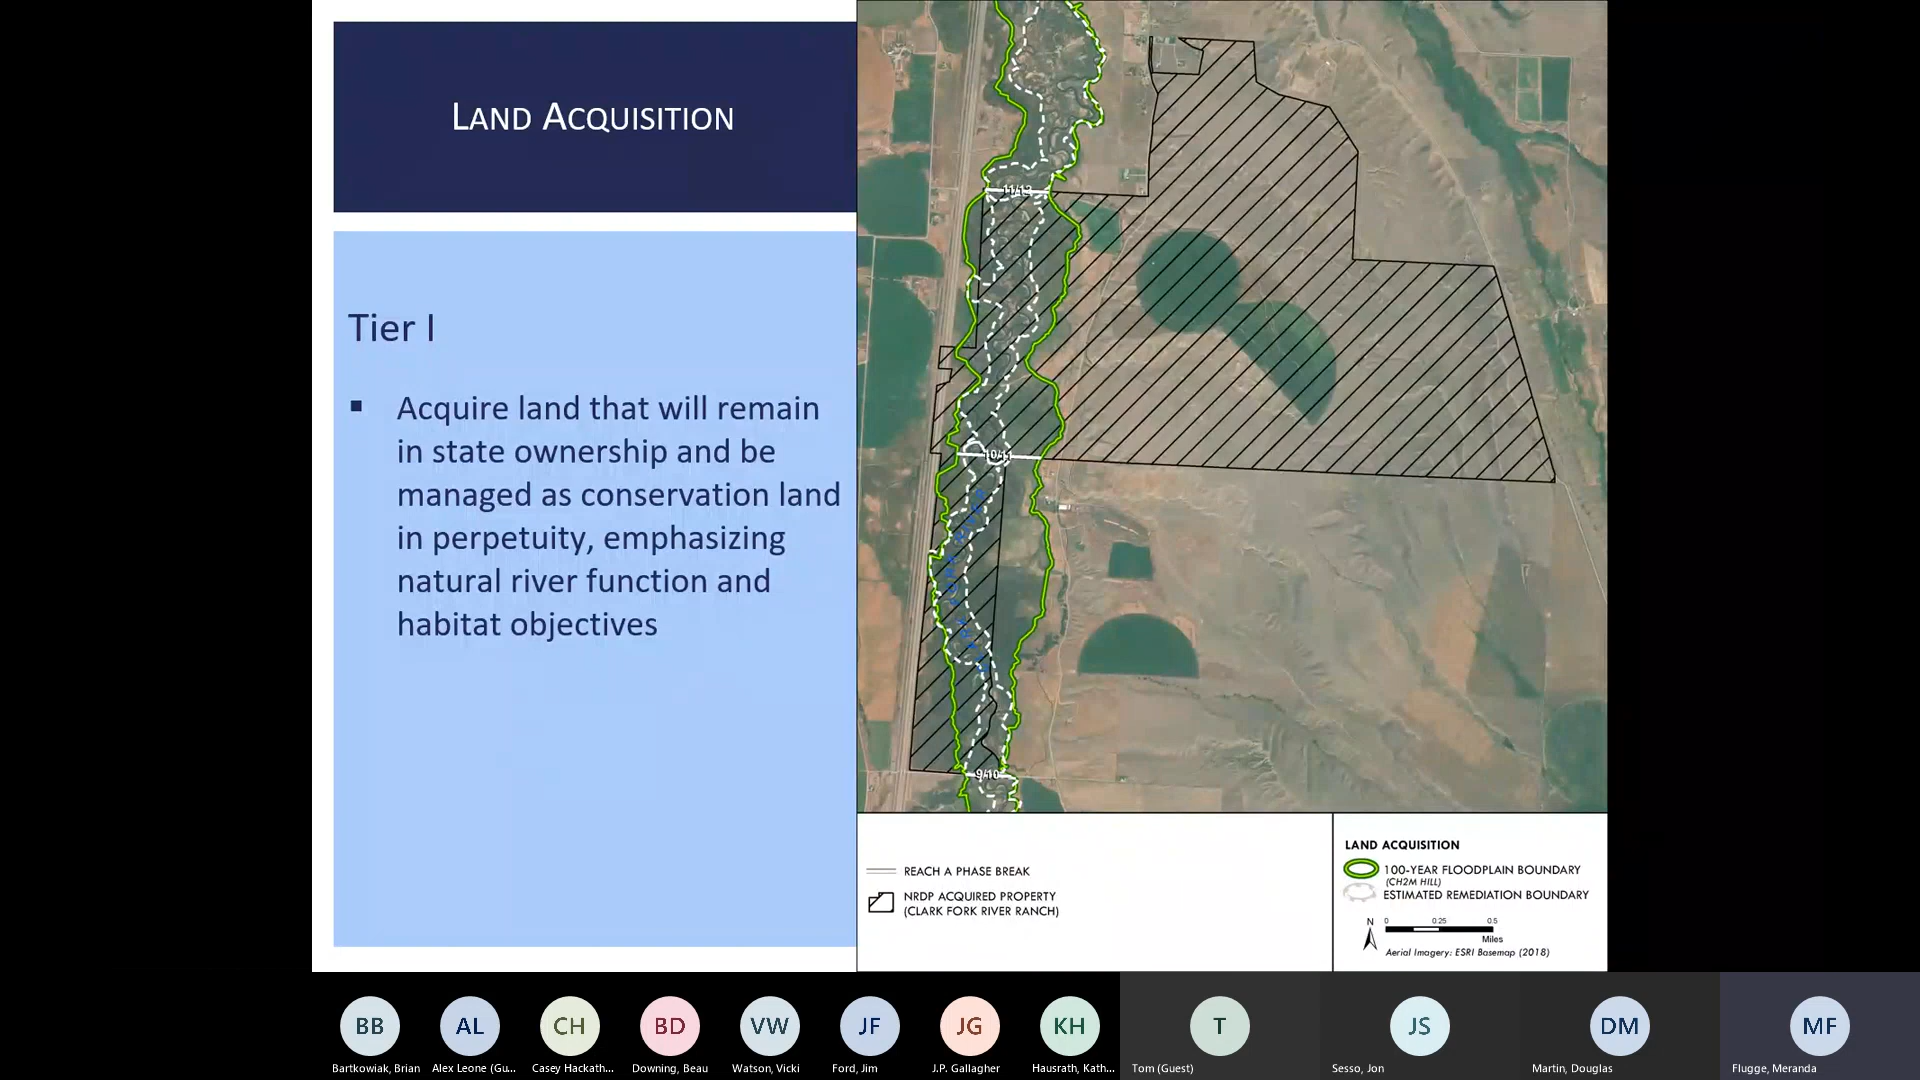 LAND ACQUISITION
Tier I
▪ Acquire land that will remain
in state ownership and be
managed as conservation land
in perpetuity, emphasizing
natural river function and
habitat objectives
11/12
10/11
9/10
REACH A PHASE BREAK
NRDP ACQUIRED PROPERTY
(CLARK FORK RIVER RANCH)
LAND ACQUISITION
100-YEAR FLOODPLAIN BOUNDARY
(CH2M HILL)
ESTIMATED REMEDIATION BOUNDARY
N
0 0.25 0.5
Miles
Aerial Imagery: ESRI Basemap (2018)
BB AL CH BD VW JF JG KH T JS DM MF
Bartkowiak, Brian Alex Leone (Gu... Casey Hackath... Downing, Beau Watson, Vicki Ford, Jim J.P. Gallagher Hausrath, Kath... Tom (Guest) Sesso, Jon Martin, Douglas Flugge, Meranda